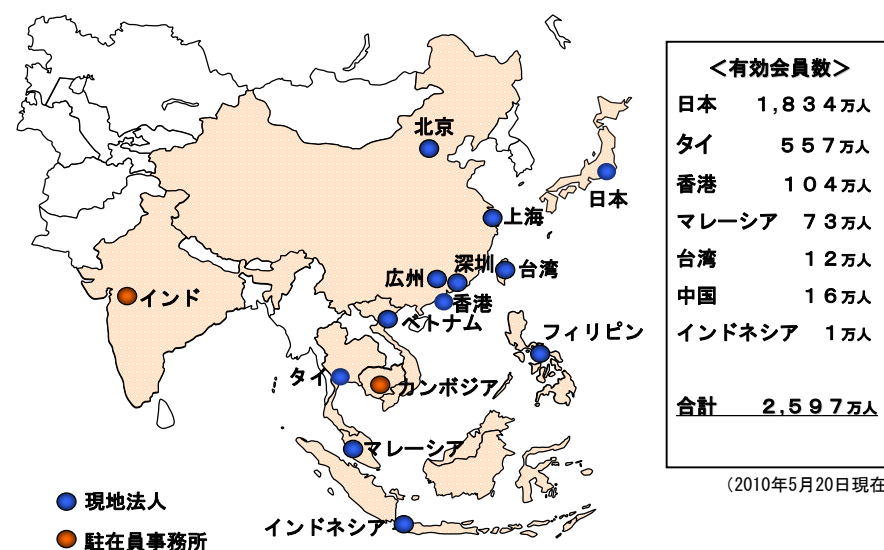 北京
日本
上海
深圳
台湾
広州
香港
インド
ベトナム
フィリピン
タイ
カンボジア
マレーシア
インドネシア
現地法人
駐在員事務所
＜有効会員数＞
日本 １,８３４万人
タイ ５５７万人
香港 １０４万人
マレーシア ７３万人
台湾 １２万人
中国 １６万人
インドネシア １万人
合計 ２,５９７万人
（2010年5月20日現在